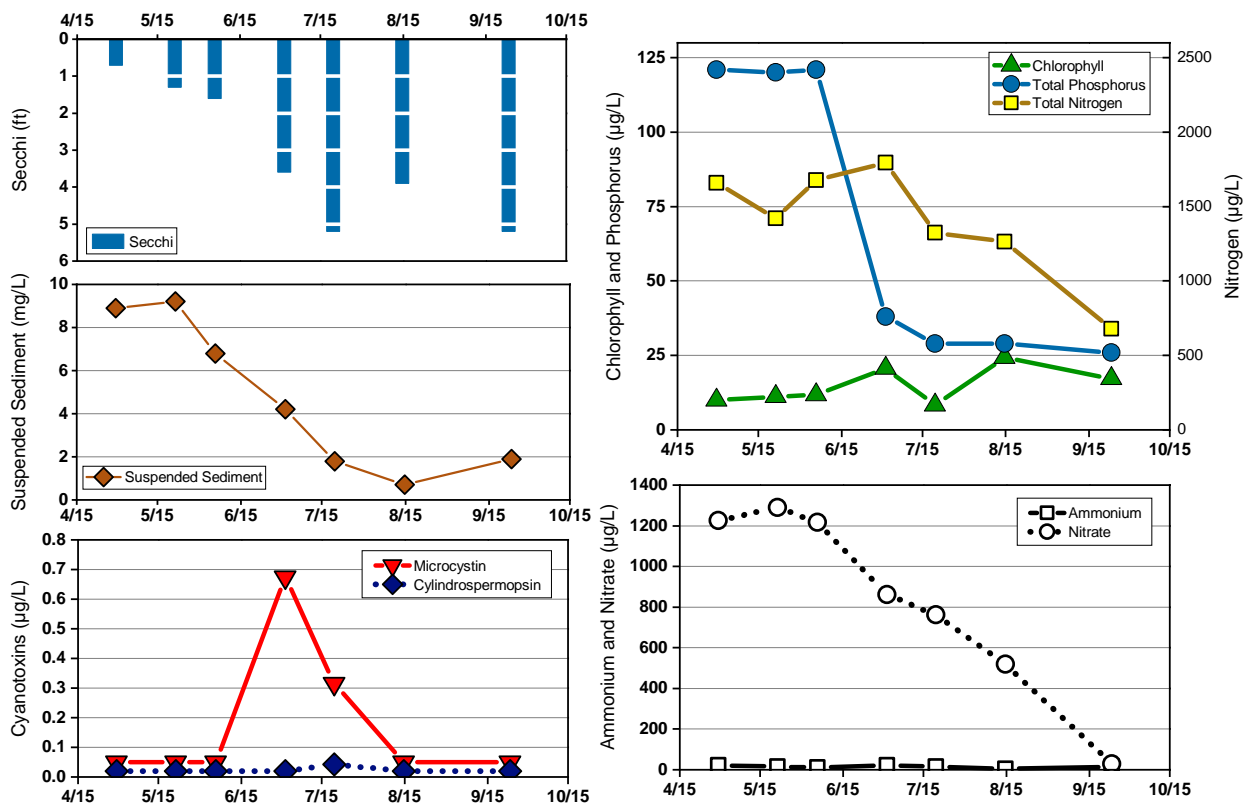 4/15 5/15 6/15 7/15 8/15 9/15 10/15
0
1
2
3
4
5
6
Secchi (ft)
Secchi
10
8
6
4
2
0
Suspended Sediment (mg/L)
Suspended Sediment
4/15 5/15 6/15 7/15 8/15 9/15 10/15
0.8
0.7
0.6
0.5
0.4
0.3
0.2
0.1
0.0
Cyanotoxins (µg/L)
Microcystin
Cylindrospermopsin
4/15 5/15 6/15 7/15 8/15 9/15 10/15
125
100
75
50
25
0
Chlorophyll and Phosphorus (µg/L)
Chlorophyll
Total Phosphorus
Total Nitrogen
2500
2000
1500
1000
500
0
Nitrogen (µg/L)
4/15 5/15 6/15 7/15 8/15 9/15 10/15
1400
1200
1000
800
600
400
200
0
Ammonium and Nitrate (µg/L)
Ammonium
Nitrate
4/15 5/15 6/15 7/15 8/15 9/15 10/15